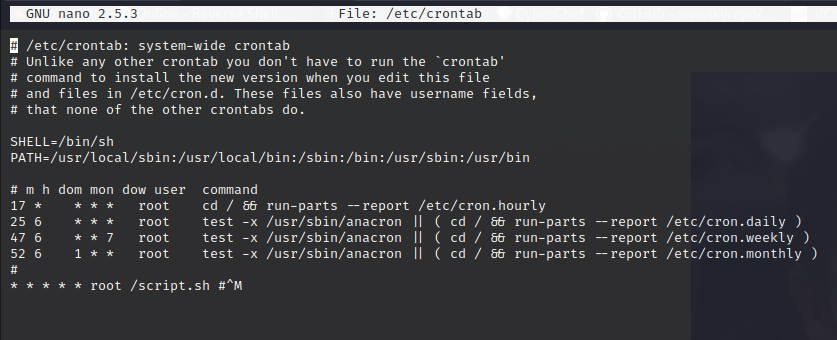 GNU nano 2.5.3 File: /etc/crontab
# /etc/crontab: system-wide crontab
# Unlike any other crontab you don't have to run the `crontab'
# command to install the new version when you edit this file
# and files in /etc/cron.d. These files also have username fields,
# that none of the other crontabs do.
SHELL=/bin/sh
PATH=/usr/local/sbin:/usr/local/bin:/sbin:/bin:/usr/sbin:/usr/bin
# m h dom mon dow user  command
17 *    * * *   root    cd / && run-parts --report /etc/cron.hourly
25 6    * * *   root    test -x /usr/sbin/anacron || ( cd / && run-parts --report /etc/cron.daily )
47 6    * * 7   root    test -x /usr/sbin/anacron || ( cd / && run-parts --report /etc/cron.weekly )
52 6    1 * *   root    test -x /usr/sbin/anacron || ( cd / && run-parts --report /etc/cron.monthly )
#
* * * * * root /script.sh #^M